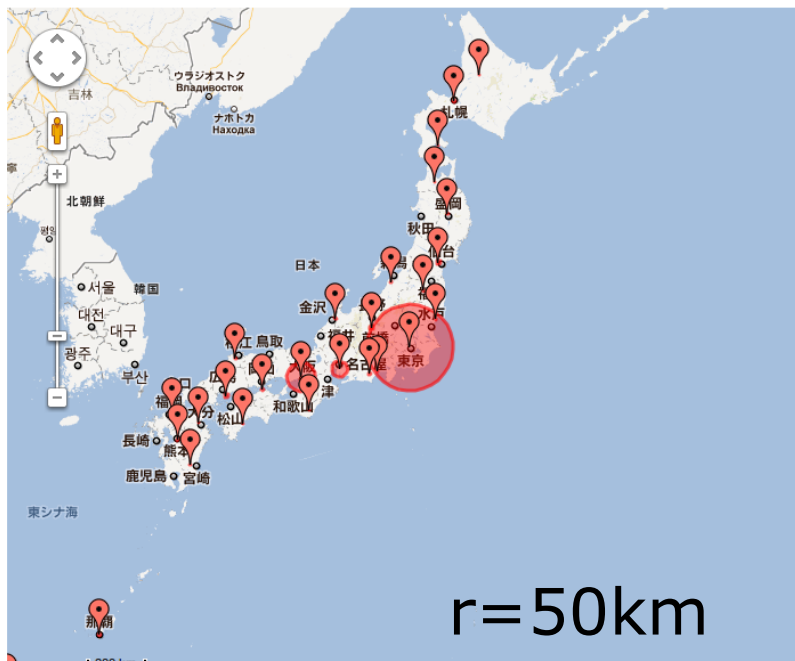 ウラジオストク
Владивосток
吉林
ナホトカ
Находка
札幌
北朝鮮
盛岡
秋田
仙台
日本
서울
韓国
金沢
水戸
대전
대구
福井
鳥取
東京
광주
名古屋
大阪
부산
津
和歌山
松山
大分
長崎
熊本
鹿児島
宮崎
東シナ海
那覇
r=50km